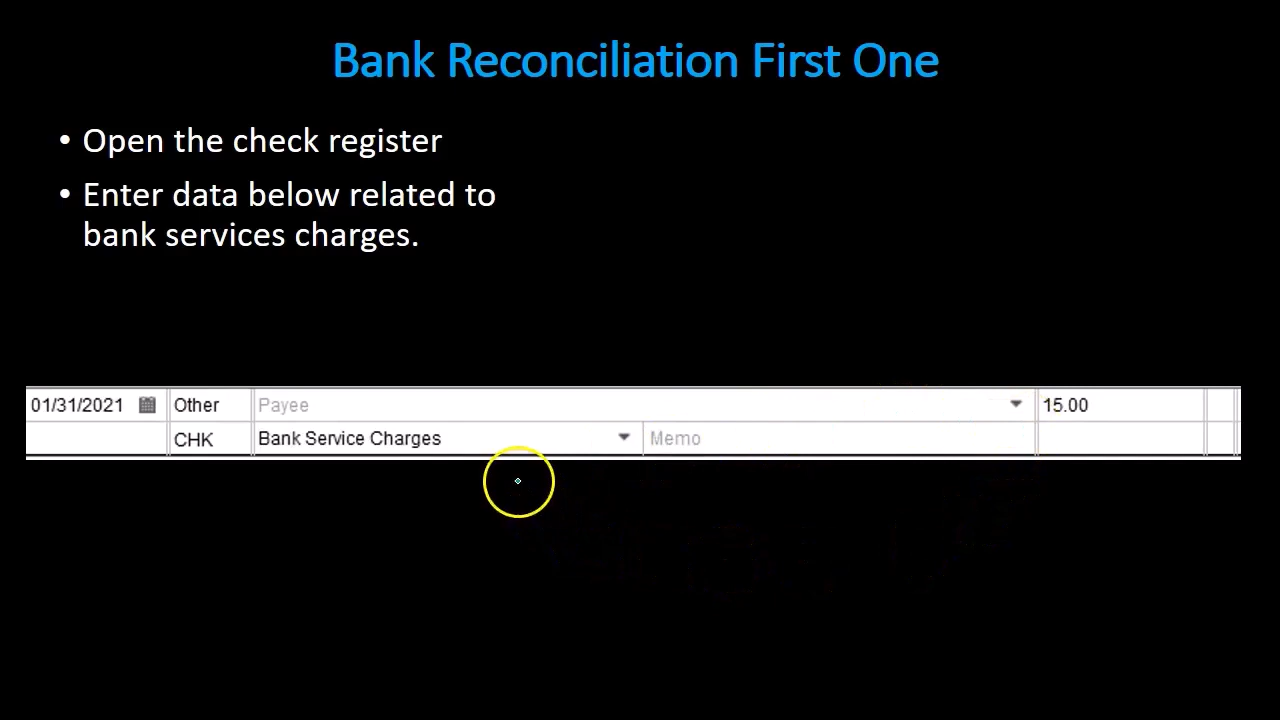 Bank Reconciliation First One
• Open the check register
• Enter data below related to
bank services charges.
01/31/2021 Other Payee 15.00
CHK Bank Service Charges Memo